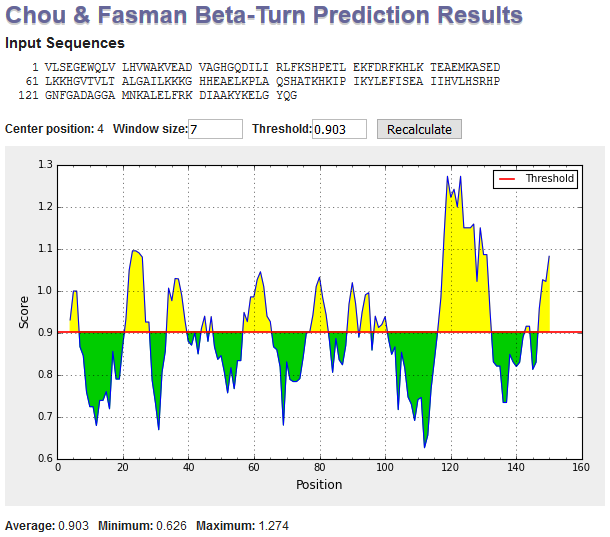 Chou & Fasman Beta-Turn Prediction Results
Input Sequences
1 VLSEGEWQLV LHVWAKVEAD VAGHGQDILI RLFKSHPETL EKFDRFKHLK TEAEMKASED
61 LKKHGVTVLT ALGAILKKKG HHEAELKPLA QSHATKHKIP IKYLEFISEA IIHVLHSRHP
121 GNFGADAGGA MNKALELFRK DIAAKYKELG YQG
Center position: 4 Window size: 7 Threshold: 0.903 Recalculate
1.3
Threshold
1.2
1.1
1.0
0.9
0.8
0.7
0.6
Score
0 20 40 60 80 100 120 140 160
Position
Average: 0.903 Minimum: 0.626 Maximum: 1.274